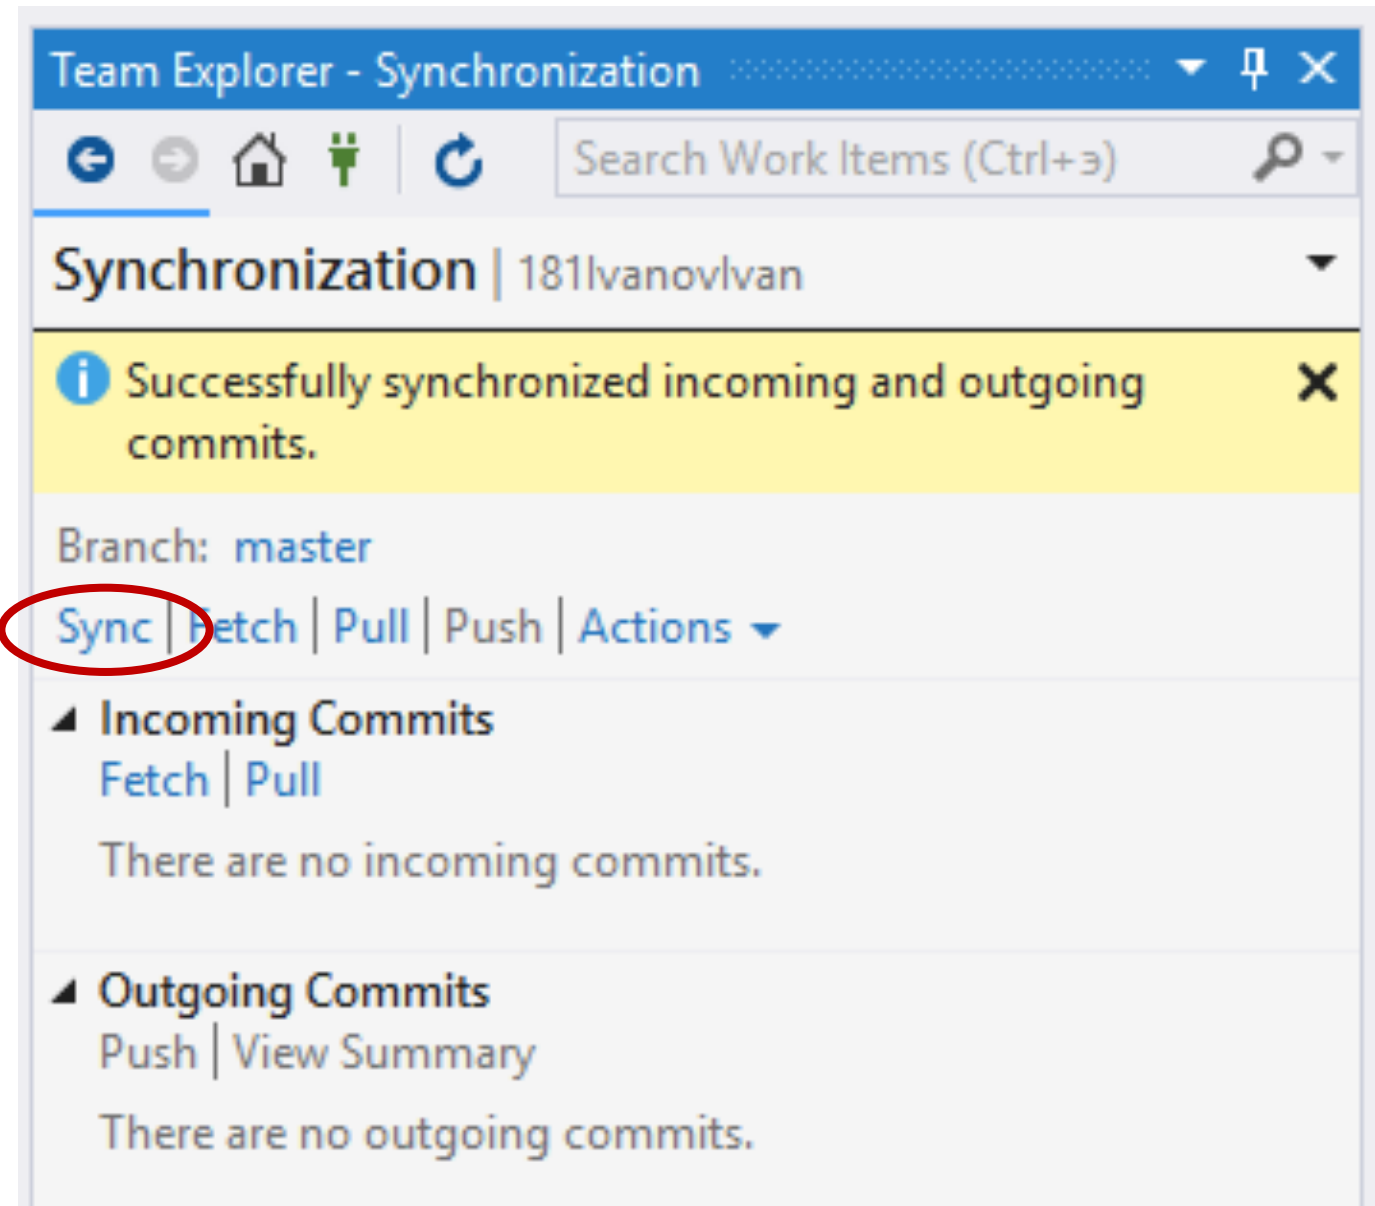 Team Explorer - Synchronization
Search Work Items (Ctrl+э)
Synchronization | 181IvanovIvan
Successfully synchronized incoming and outgoing
commits.
Branch: master
Sync | Fetch | Pull | Push | Actions
Incoming Commits
Fetch | Pull
There are no incoming commits.
Outgoing Commits
Push | View Summary
There are no outgoing commits.